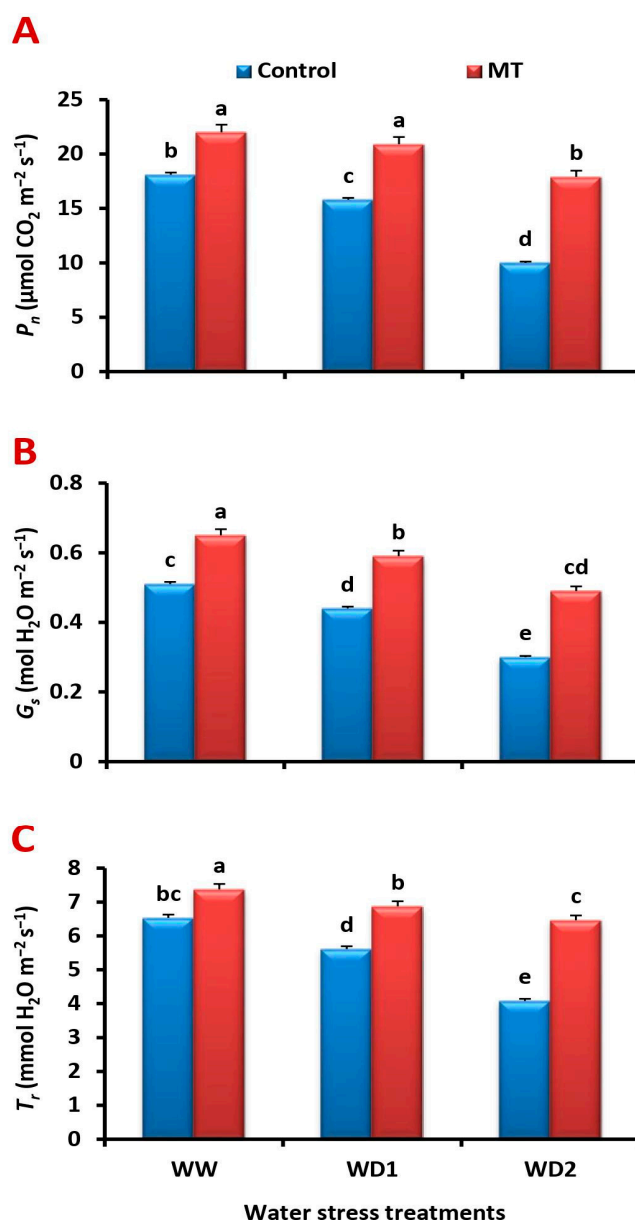 A
Control MT
25
20
15
10
5
0
Pn (μmol CO2 m−2 s−1)
b a c a d b
B
0.8
0.6
0.4
0.2
0
Gs (mol H2O m−2 s−1)
c a d b e cd
C
8
7
6
5
4
3
2
1
0
Tr (mmol H2O m−2 s−1)
bc a d b e c
WW WD1 WD2
Water stress treatments